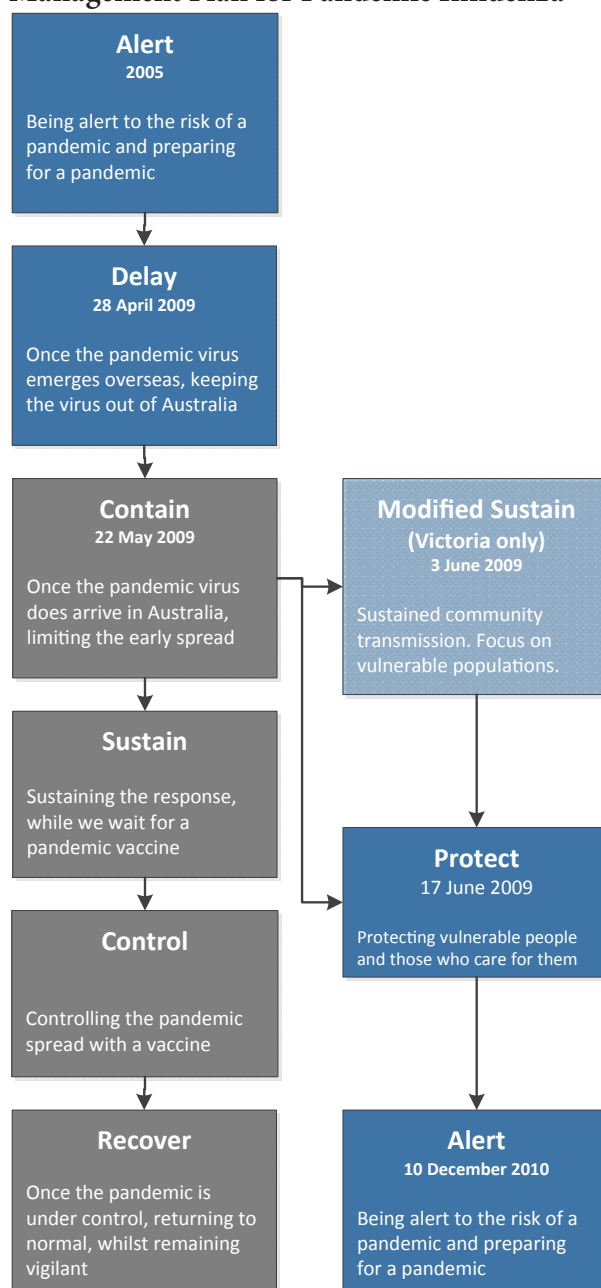 Management Plan for Pandemic Influenza
Alert
2005
Being alert to the risk of a
pandemic and preparing
for a pandemic
Delay
28 April 2009
Once the pandemic virus
emerges overseas, keeping
the virus out of Australia
Contain
22 May 2009
Once the pandemic virus
does arrive in Australia,
limiting the early spread
Modified Sustain
(Victoria only)
3 June 2009
Sustained community
transmission. Focus on
vulnerable populations.
Sustain
Sustaining the response,
while we wait for a
pandemic vaccine
Protect
17 June 2009
Protecting vulnerable people
and those who care for them
Control
Controlling the pandemic
spread with a vaccine
Recover
Once the pandemic is
under control, returning to
normal, whilst remaining
vigilant
Alert
10 December 2010
Being alert to the risk of a
pandemic and preparing
for a pandemic